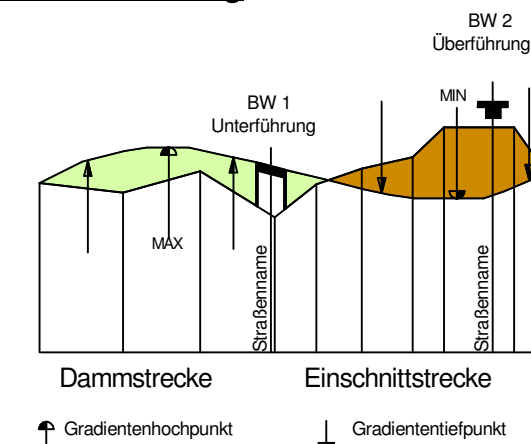 BW 2
Überführung
MIN
BW 1
Unterführung
MAX
Straßenname
Straßenname
Dammstrecke
Einschnittstrecke
Gradientenhochpunkt
Gradiententiefpunkt